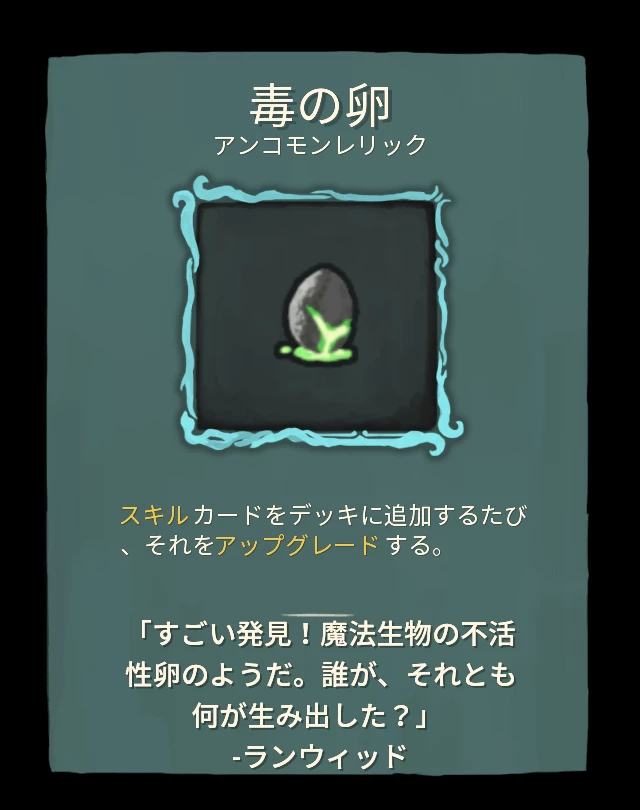 毒の卵
アンコモンレリック
スキルカードをデッキに追加するたび
、それをアップグレードする。
「すごい発見！魔法生物の不活
性卵のようだ。誰が、それとも
何が生み出した？」
-ランウィッド